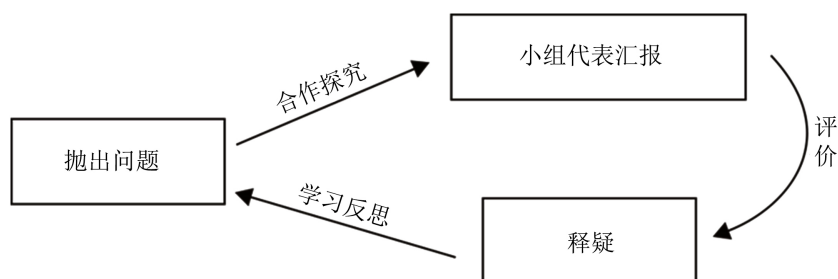 抛出问题
合作探究
小组代表汇报
评价
释疑
学习反思